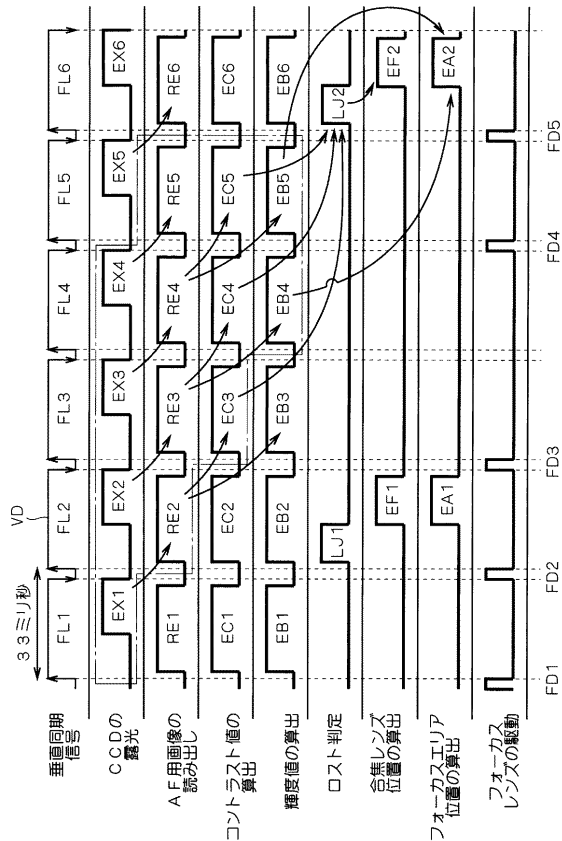 33ミリ秒
VD
垂直同期
信号
FL1 FL2 FL3 FL4 FL5 FL6
CCDの
露光
EX1 EX2 EX3 EX4 EX5 EX6
AF用画像の
読み出し
RE1 RE2 RE3 RE4 RE5 RE6
コントラスト値の
算出
EC1 EC2 EC3 EC4 EC5 EC6
輝度値の算出
EB1 EB2 EB3 EB4 EB5 EB6
ロスト判定
LJ1 LJ2
合焦レンズ
位置の算出
EF1 EF2
フォーカスエリア
位置の算出
EA1 EA2
フォーカス
レンズの駆動
FD1 FD2 FD3 FD4 FD5